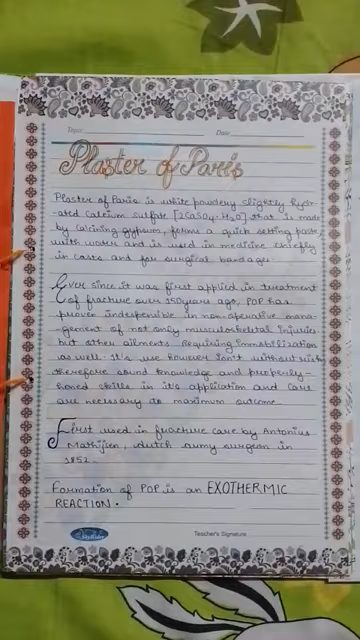 Topic
Date
Plaster of Paris
Plaster of Paris is white powdery slightly hydr-
-ated calcium sulfate [2CaSO4.H2O] that is made
by calcining gypsum, forms a quick setting paste
with water and is used in medicine chiefly
in casts and for surgical bandages.
Ever since it was first applied in treatment
of fracture over 150 years ago, POP has
proven indespensible in non-operative mana-
-gement of not only musculoskeletal injuries
but other ailments Requiring Immobilization
as well. It's use however isn't without risks
therefore sound knowledge and
skills in it's application and care
are necessary to maximum outcome.
First used in fracture care by Antonius
Mathijien, dutch army surgeon in
1852.
Formation of POP is an EXOTHERMIC
REACTION.
Teacher's Signature